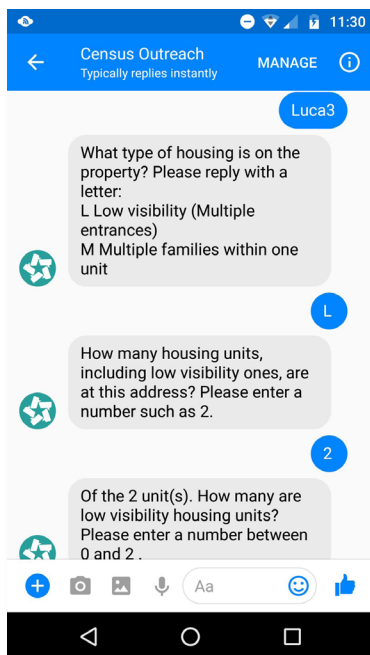 11:30
Census Outreach
Typically replies instantly
MANAGE
Luca3
What type of housing is on the
property? Please reply with a
letter:
L Low visibility (Multiple
entrances)
M Multiple families within one
unit
L
How many housing units,
including low visibility ones, are
at this address? Please enter a
number such as 2.
2
Of the 2 unit(s). How many are
low visibility housing units?
Please enter a number between
0 and 2 .
Aa